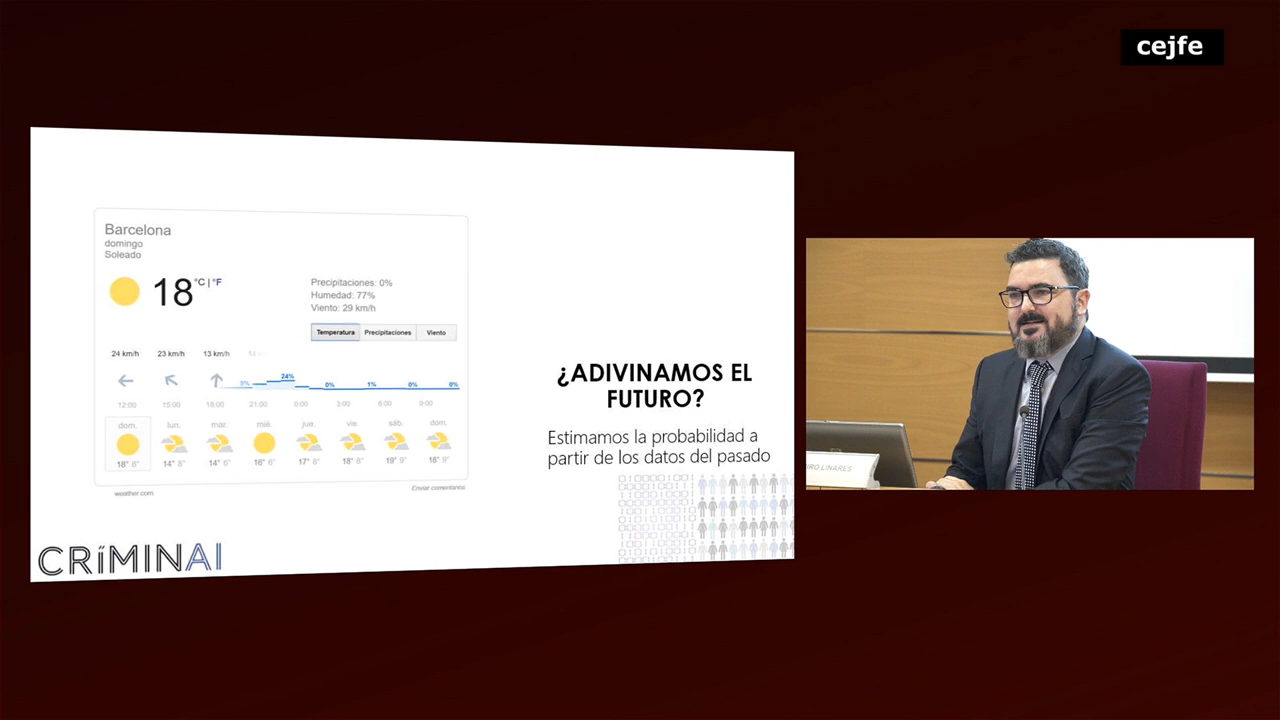 cejfe
Barcelona
domingo
Soleado
18 °C | °F
Precipitaciones: 0%
Humedad: 77%
Viento: 29 km/h
Temperatura Precipitaciones Viento
24 km/h 23 km/h 13 km/h 14
5% 24% 0% 1% 0% 0%
12:00 15:00 18:00 21:00 0:00 3:00 6:00 9:00
dom. lun. mar. mié. jue. vie. sáb. dom.
18° 8° 14° 8° 14° 6° 16° 6° 17° 8° 18° 8° 19° 9° 18° 9°
weather.com
Enviar comentarios
¿ADIVINAMOS EL
FUTURO?
Estimamos la probabilidad a
partir de los datos del pasado
CRíMINAI
LINARES